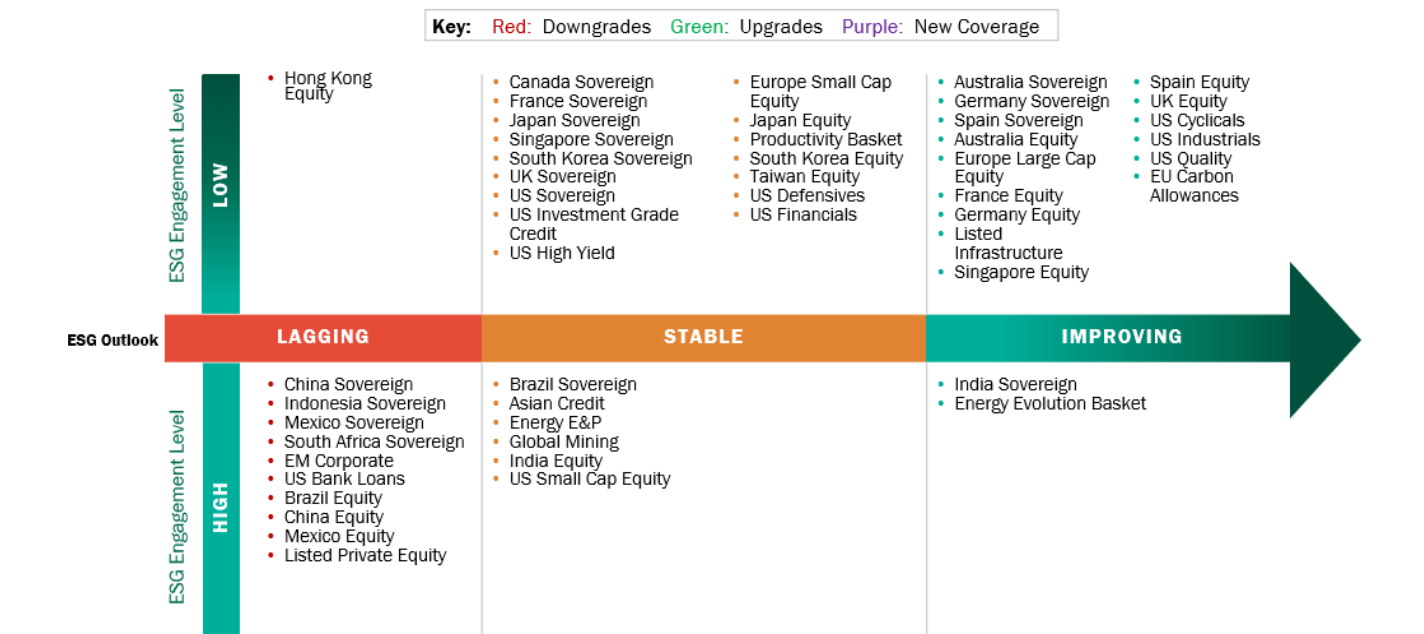 Key: Red: Downgrades Green: Upgrades Purple: New Coverage
ESG Engagement Level
LOW
• Hong Kong
Equity
• Canada Sovereign
• France Sovereign
• Japan Sovereign
• Singapore Sovereign
• South Korea Sovereign
• UK Sovereign
• US Sovereign
• US Investment Grade
Credit
• US High Yield
• Europe Small Cap
Equity
• Japan Equity
• Productivity Basket
• South Korea Equity
• Taiwan Equity
• US Defensives
• US Financials
• Australia Sovereign
• Germany Sovereign
• Spain Sovereign
• Australia Equity
• Europe Large Cap
Equity
• France Equity
• Germany Equity
• Listed
Infrastructure
• Singapore Equity
• Spain Equity
• UK Equity
• US Cyclicals
• US Industrials
• US Quality
• EU Carbon
Allowances
ESG Outlook
LAGGING
STABLE
IMPROVING
ESG Engagement Level
HIGH
• China Sovereign
• Indonesia Sovereign
• Mexico Sovereign
• South Africa Sovereign
• EM Corporate
• US Bank Loans
• Brazil Equity
• China Equity
• Mexico Equity
• Listed Private Equity
• Brazil Sovereign
• Asian Credit
• Energy E&P
• Global Mining
• India Equity
• US Small Cap Equity
• India Sovereign
• Energy Evolution Basket